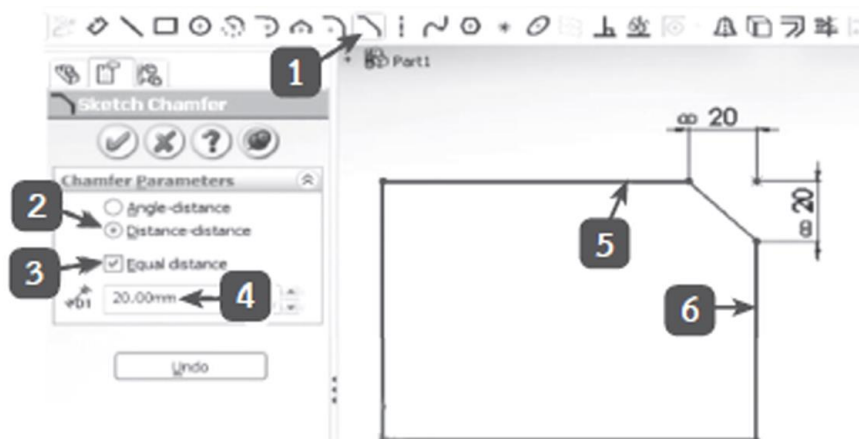 1
Part1
Sketch Chamfer
Chamfer Parameters
2
Angle-distance
Distance-distance
3
Equal distance
D1
20.00mm
4
Undo
20
20
5
6